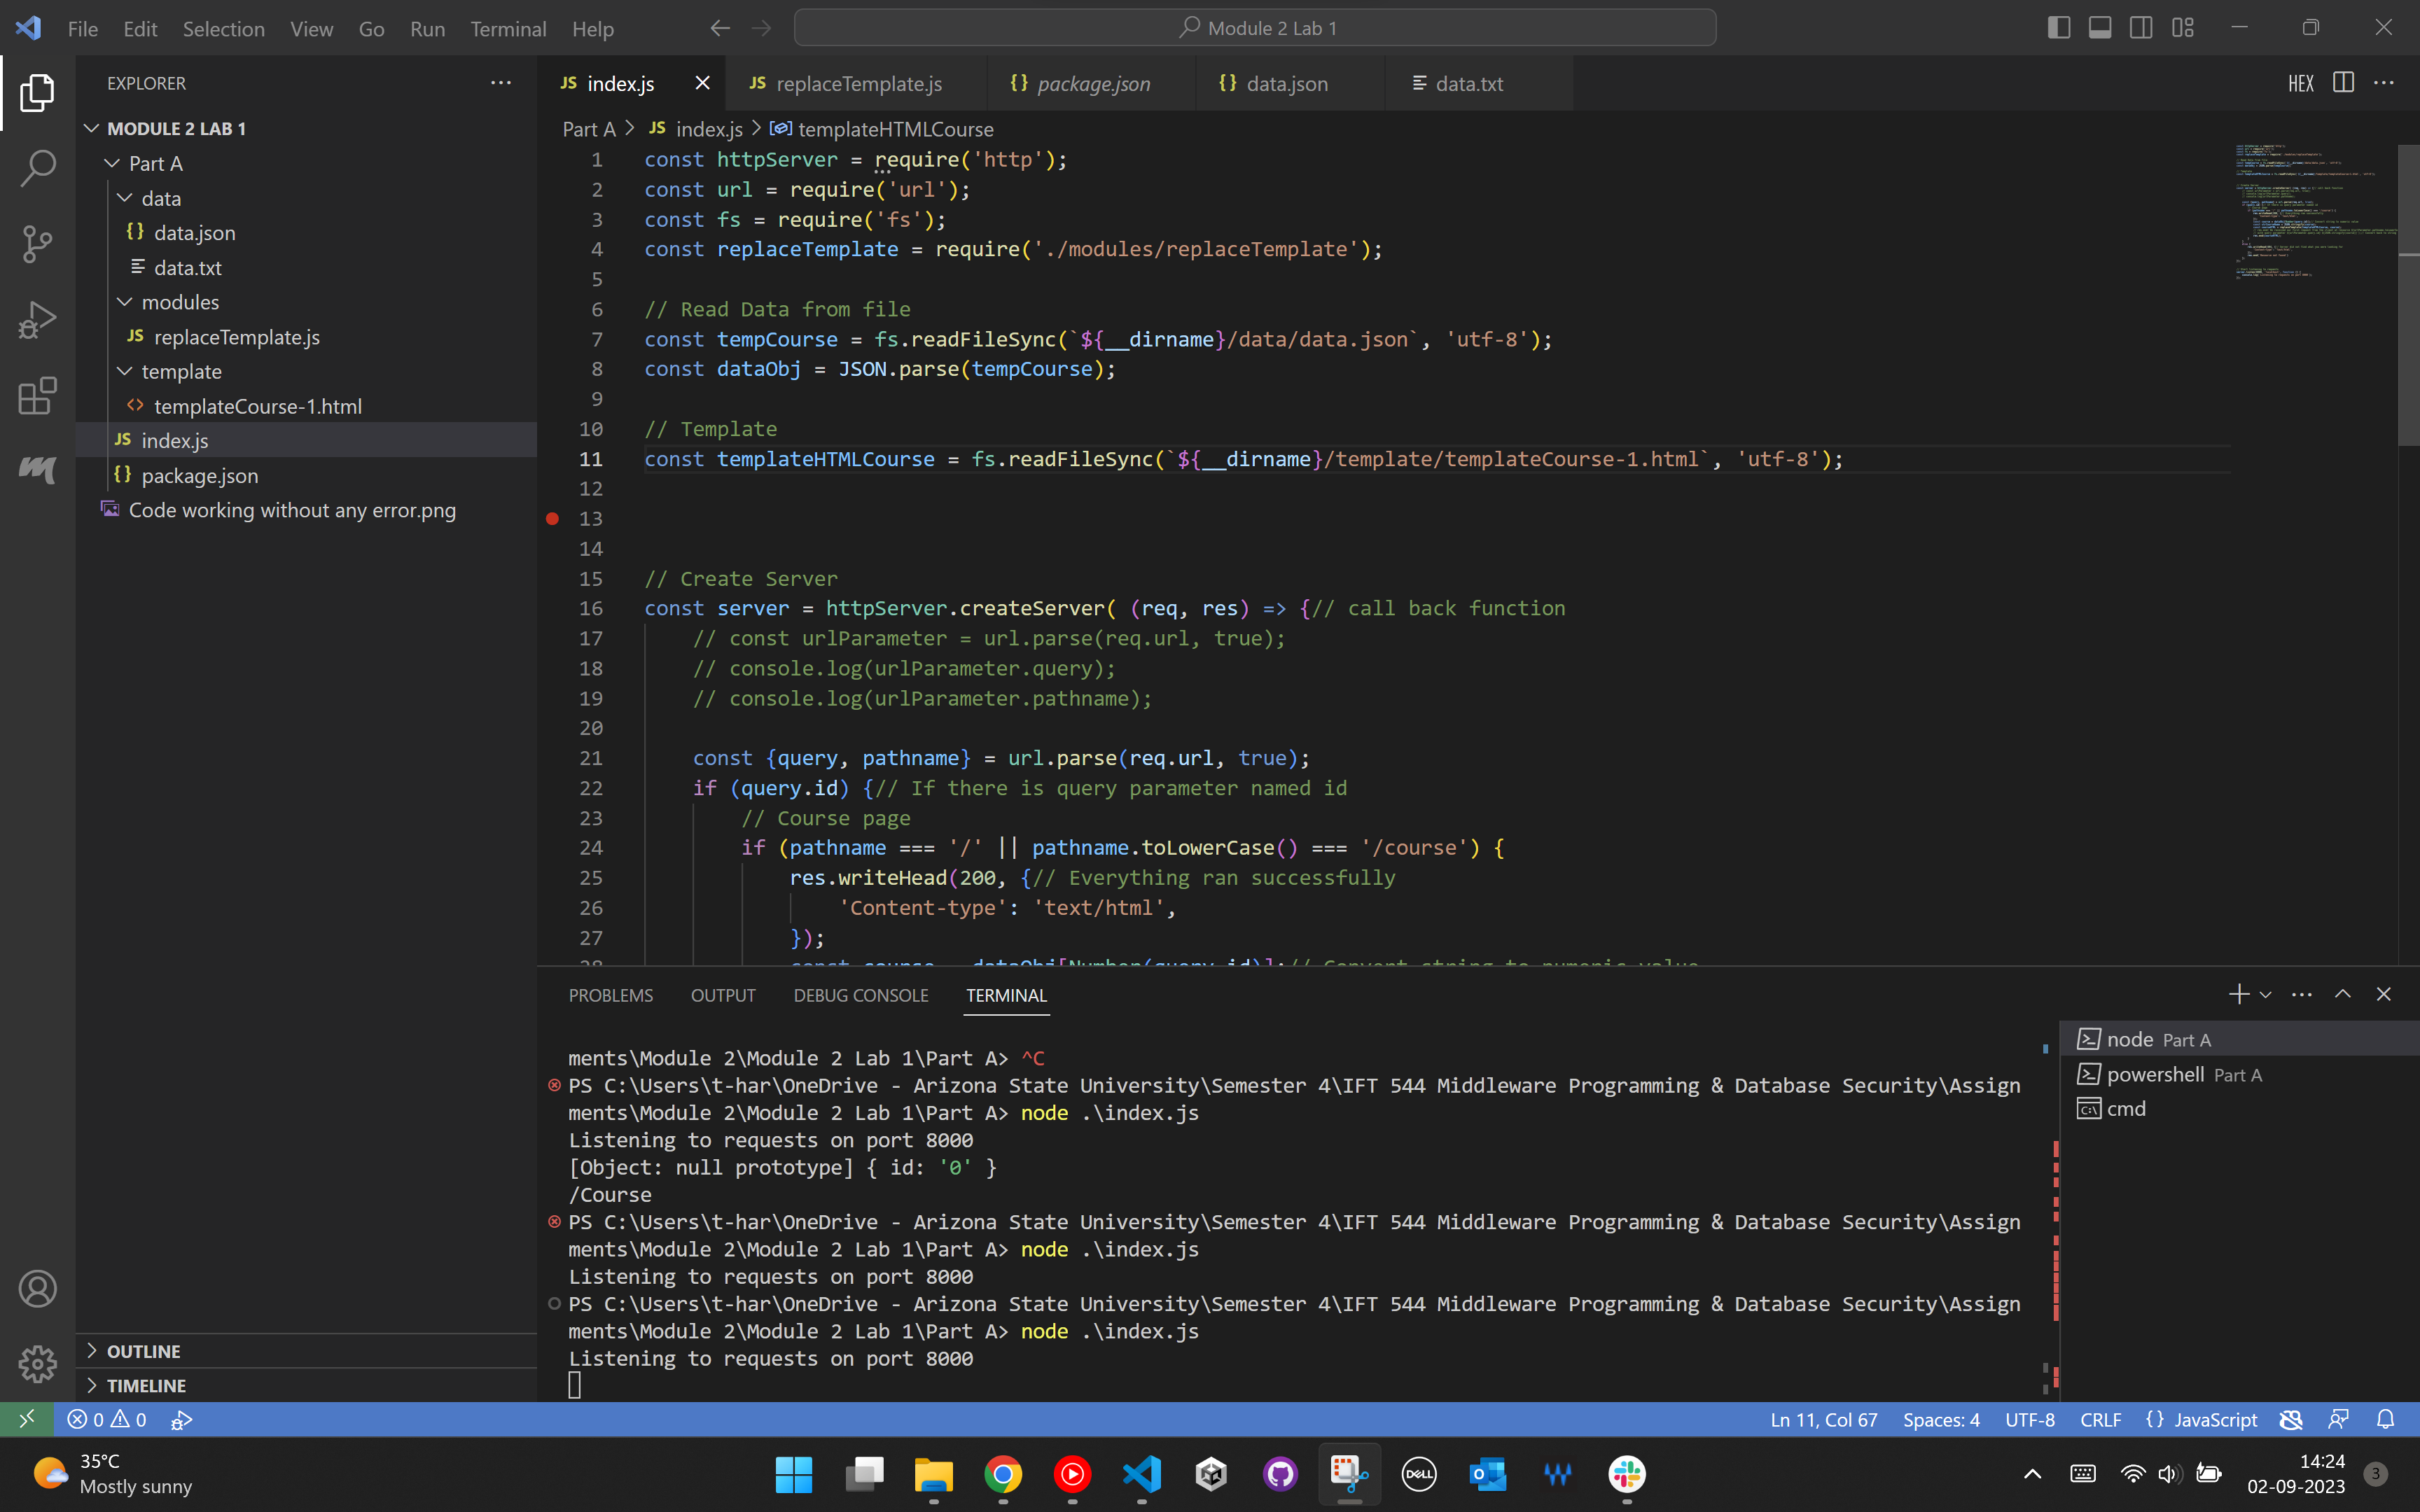 File Edit Selection View Go Run Terminal Help
Module 2 Lab 1
EXPLORER
MODULE 2 LAB 1
Part A
data
data.json
data.txt
modules
JS replaceTemplate.js
template
templateCourse-1.html
JS index.js
package.json
Code working without any error.png
OUTLINE
TIMELINE
JS index.js JS replaceTemplate.js {} package.json {} data.json data.txt
HEX
Part A > JS index.js > templateHTMLCourse
1 const httpServer = require('http');
2 const url = require('url');
3 const fs = require('fs');
4 const replaceTemplate = require('./modules/replaceTemplate');
5
6 // Read Data from file
7 const tempCourse = fs.readFileSync(`${__dirname}/data/data.json`, 'utf-8');
8 const dataObj = JSON.parse(tempCourse);
9
10 // Template
11 const templateHTMLCourse = fs.readFileSync(`${__dirname}/template/templateCourse-1.html`, 'utf-8');
12
13
14
15 // Create Server
16 const server = httpServer.createServer( (req, res) => {// call back function
17 // const urlParameter = url.parse(req.url, true);
18 // console.log(urlParameter.query);
19 // console.log(urlParameter.pathname);
20
21 const {query, pathname} = url.parse(req.url, true);
22 if (query.id) {// If there is query parameter named id
23 // Course page
24 if (pathname === '/' || pathname.toLowerCase() === '/course') {
25 res.writeHead(200, {// Everything ran successfully
26 'Content-type': 'text/html',
27 });
28 const course = dataObj[Number(query.id)];// Convert string to numeric value
PROBLEMS OUTPUT DEBUG CONSOLE TERMINAL
ments\Module 2\Module 2 Lab 1\Part A> ^C
PS C:\Users\t-har\OneDrive - Arizona State University\Semester 4\IFT 544 Middleware Programming & Database Security\Assign
ments\Module 2\Module 2 Lab 1\Part A> node .\index.js
Listening to requests on port 8000
[Object: null prototype] { id: '0' }
/Course
PS C:\Users\t-har\OneDrive - Arizona State University\Semester 4\IFT 544 Middleware Programming & Database Security\Assign
ments\Module 2\Module 2 Lab 1\Part A> node .\index.js
Listening to requests on port 8000
PS C:\Users\t-har\OneDrive - Arizona State University\Semester 4\IFT 544 Middleware Programming & Database Security\Assign
ments\Module 2\Module 2 Lab 1\Part A> node .\index.js
Listening to requests on port 8000
node Part A
powershell Part A
cmd
0 0
Ln 11, Col 67 Spaces: 4 UTF-8 CRLF {} JavaScript
35°C
Mostly sunny
DELL
14:24
02-09-2023
3